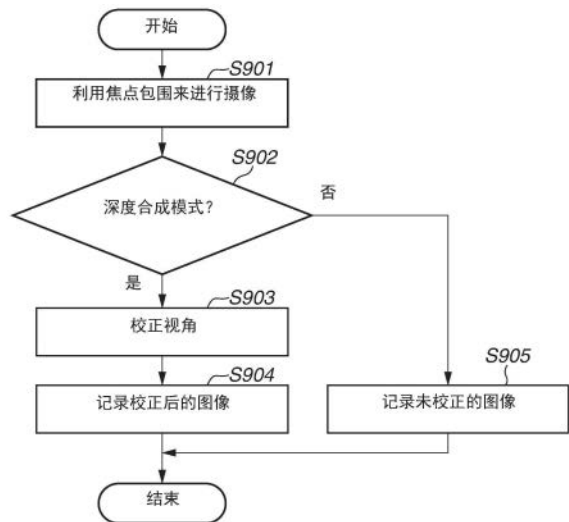 开始
S901
利用焦点包围来进行摄像
S902
深度合成模式?
否
是
S903
校正视角
S904
记录校正后的图像
S905
记录未校正的图像
结束